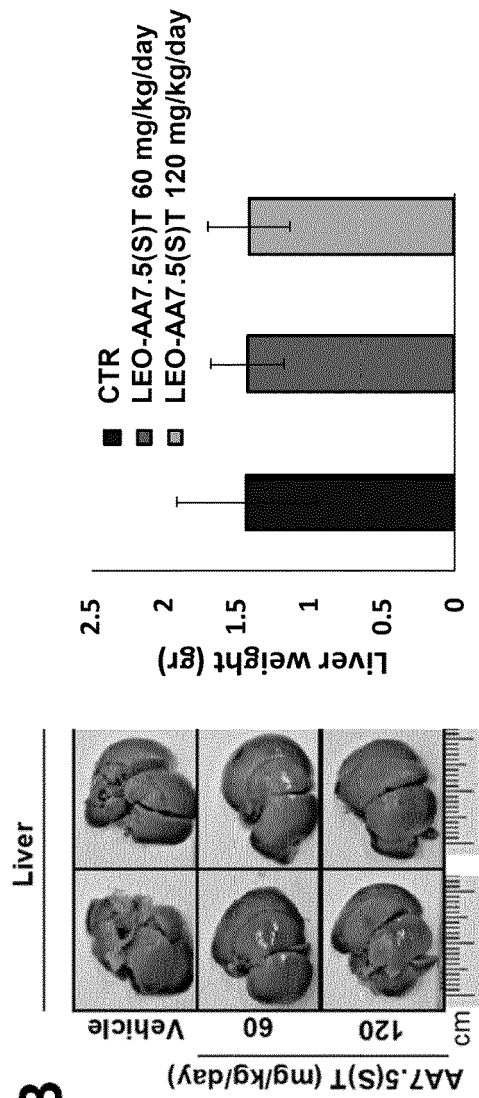 B
Liver
Vehicle
60
120
AA7.5(S)T (mg/kg/day)
cm
CTR
LEO-AA7.5(S)T 60 mg/kg/day
LEO-AA7.5(S)T 120 mg/kg/day
Liver weight (gr)
2.5
2
1.5
1
0.5
0